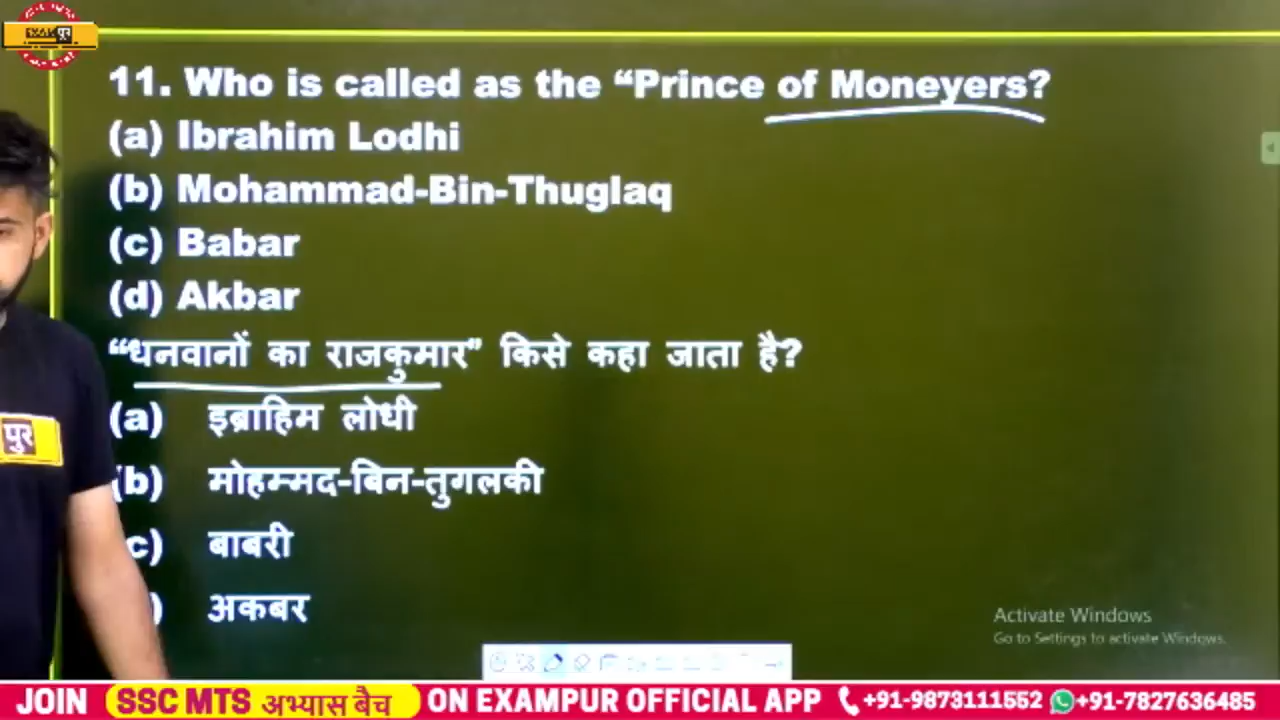 EXAM पुर
11. Who is called as the “Prince of Moneyers?
(a) Ibrahim Lodhi
(b) Mohammad-Bin-Thuglaq
(c) Babar
(d) Akbar
“धनवानों का राजकुमार” किसे कहा जाता है?
(a) इब्राहिम लोधी
(b) मोहम्मद-बिन-तुगलकी
c) बाबरी
) अकबर
पुर
Activate Windows
Go to Settings to activate Windows.
JOIN SSC MTS अभ्यास बैच ON EXAMPUR OFFICIAL APP +91-9873111552 +91-7827636485